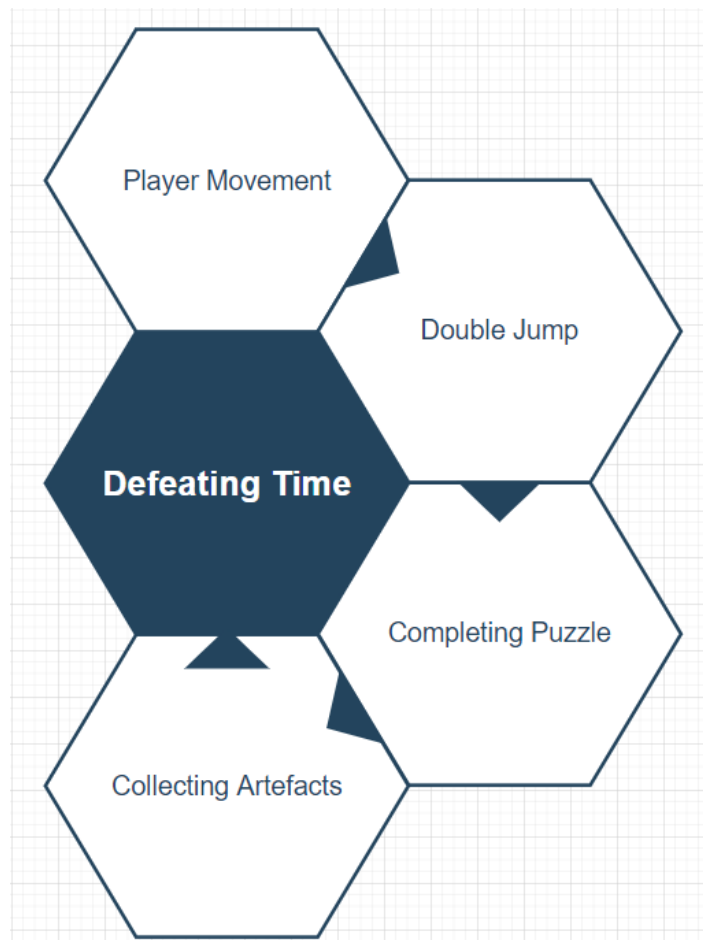 Player Movement
Double Jump
Defeating Time
Completing Puzzle
Collecting Artefacts